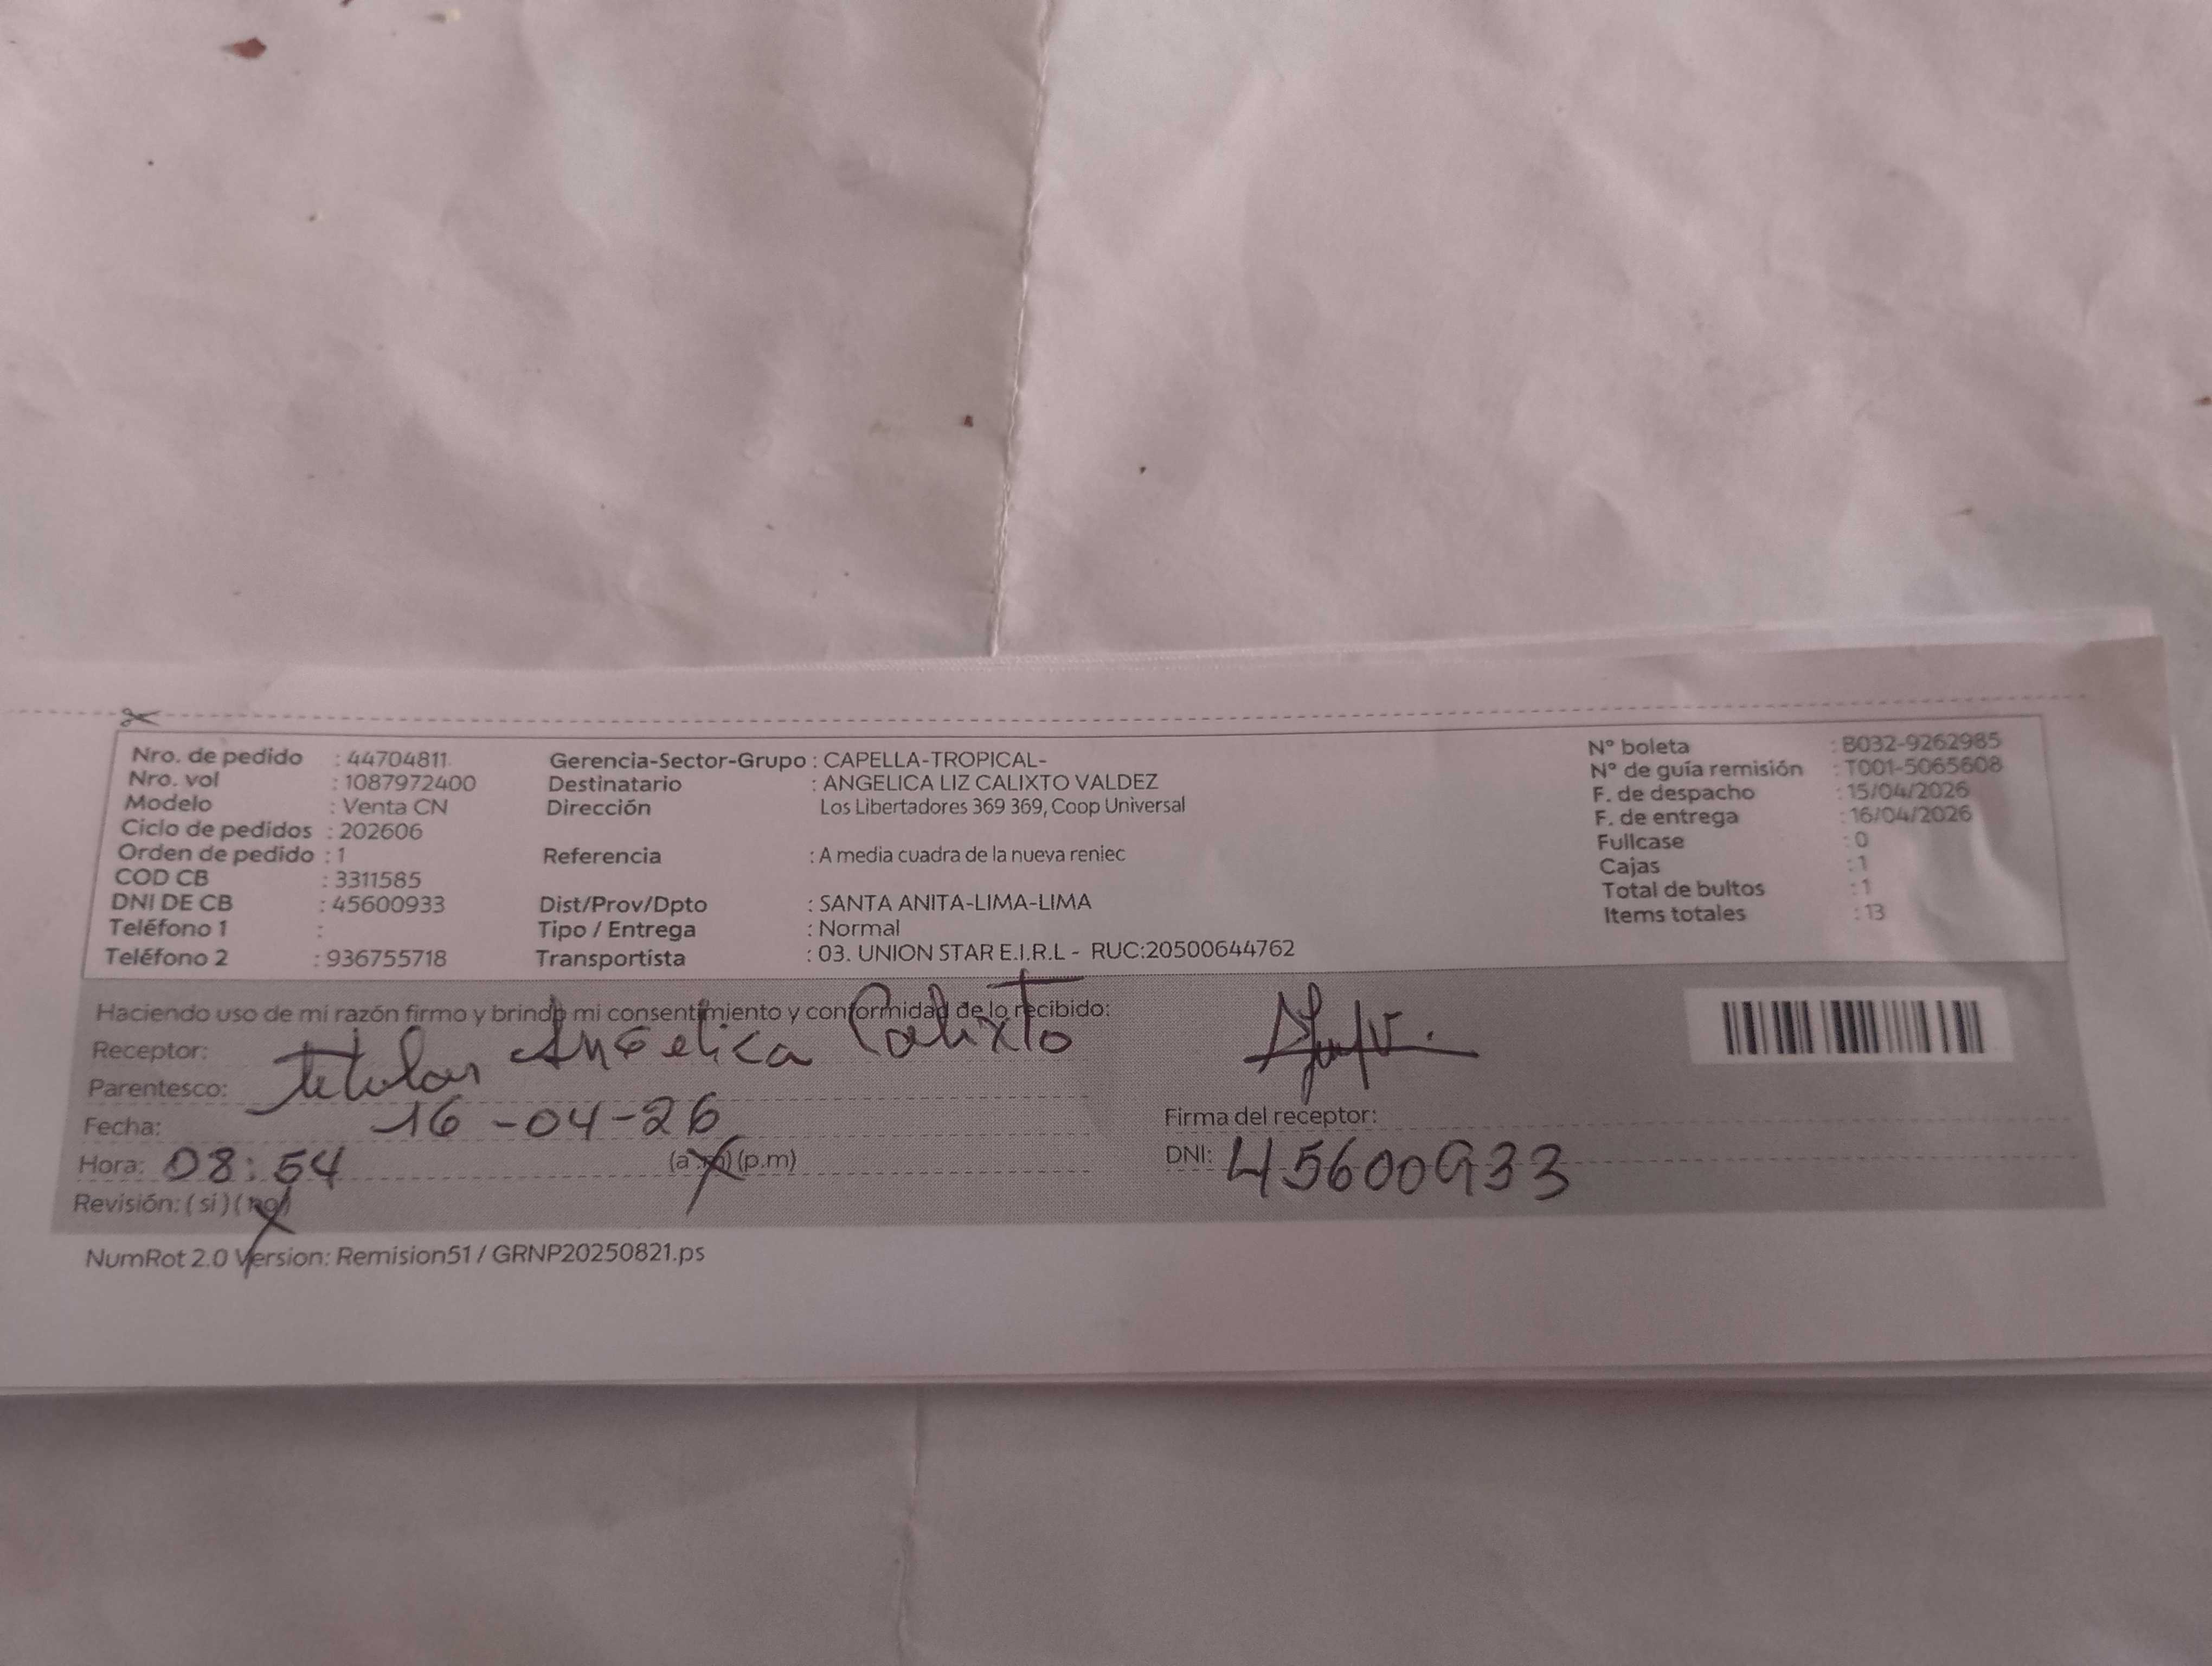 Nro. de pedido : 44704811
Nro. vol : 1087972400
Modelo : Venta CN
Ciclo de pedidos : 202606
Orden de pedido : 1
COD CB : 3311585
DNI DE CB : 45600933
Teléfono 1 :
Teléfono 2 : 936755718
Gerencia-Sector-Grupo : CAPELLA-TROPICAL-
Destinatario : ANGELICA LIZ CALIXTO VALDEZ
Dirección Los Libertadores 369 369, Coop Universal
Referencia : A media cuadra de la nueva reniec
Dist/Prov/Dpto : SANTA ANITA-LIMA-LIMA
Tipo / Entrega : Normal
Transportista : 03. UNION STAR E.I.R.L - RUC:20500644762
N° boleta : B032-9262985
N° de guía remisión : T001-5065608
F. de despacho : 15/04/2026
F. de entrega : 16/04/2026
Fullcase : 0
Cajas : 1
Total de bultos : 1
Items totales : 13
Haciendo uso de mi razón firmo y brindo mi consentimiento y conformidad de lo recibido:
Receptor: Angelica Calixto
Parentesco: titular
Fecha: 16-04-26
Hora: 08:54 (a.m) (p.m)
Revisión: (si) (no)
Firma del receptor:
DNI: 45600933
NumRot 2.0 Version: Remision51 / GRNP20250821.ps